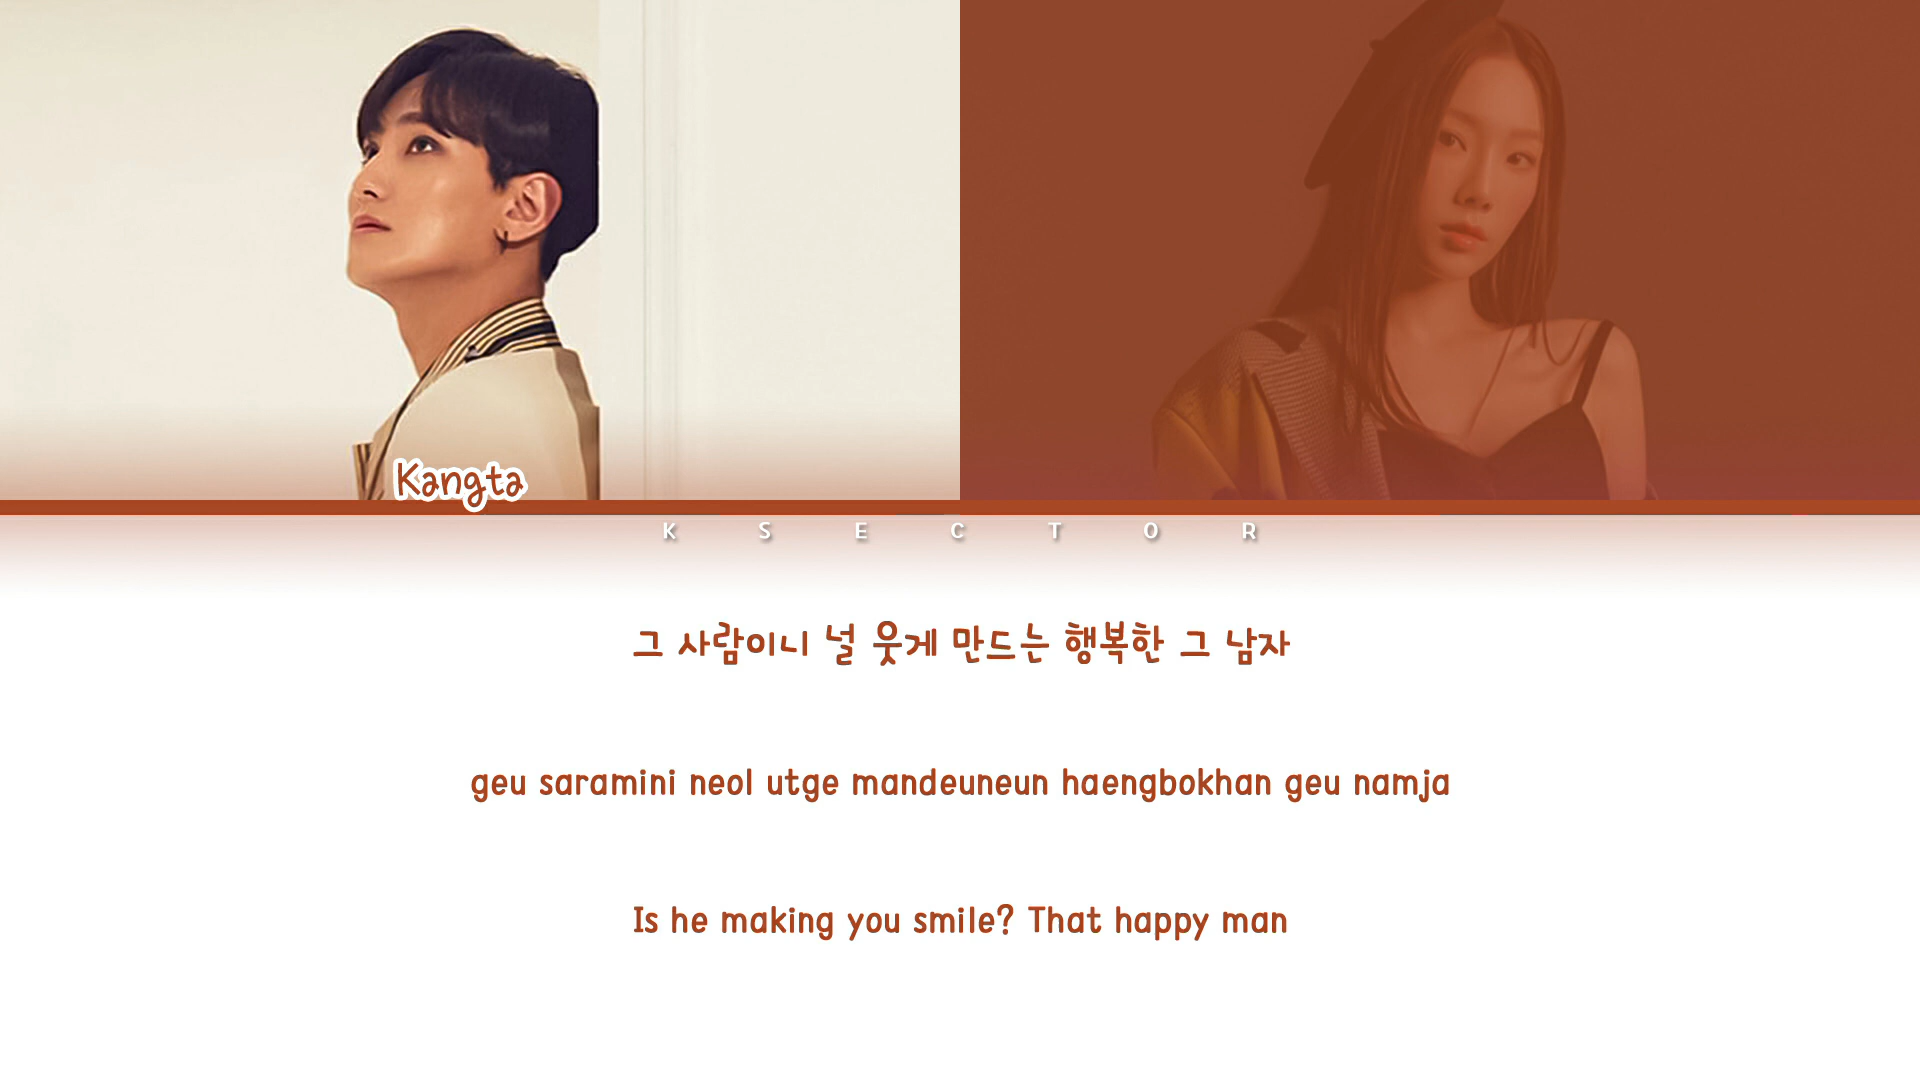 Kangta
K S E C T O R
그 사람이니 널 웃게 만드는 행복한 그 남자
geu saramini neol utge mandeuneun haengbokhan geu namja
Is he making you smile? That happy man